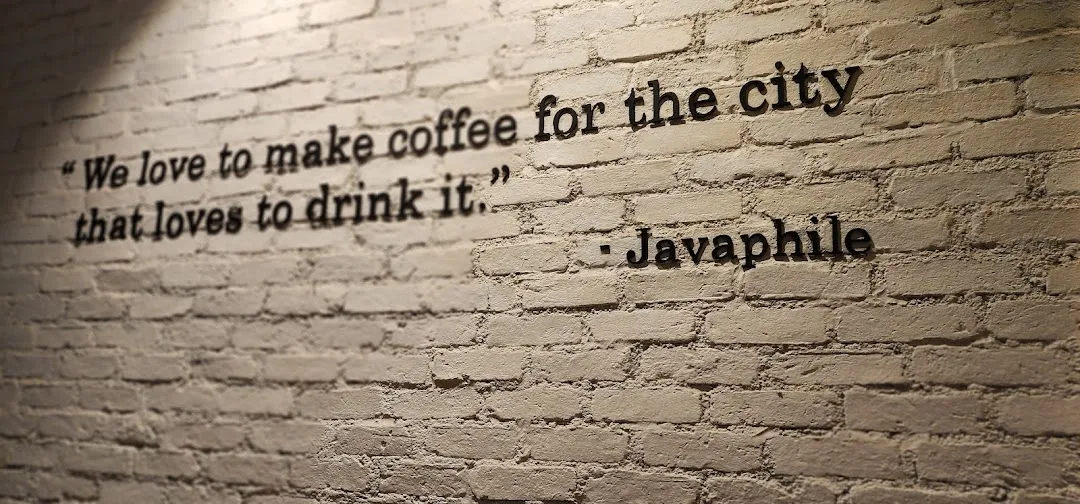 “ We love to make coffee for the city
that loves to drink it.”
- Javaphile